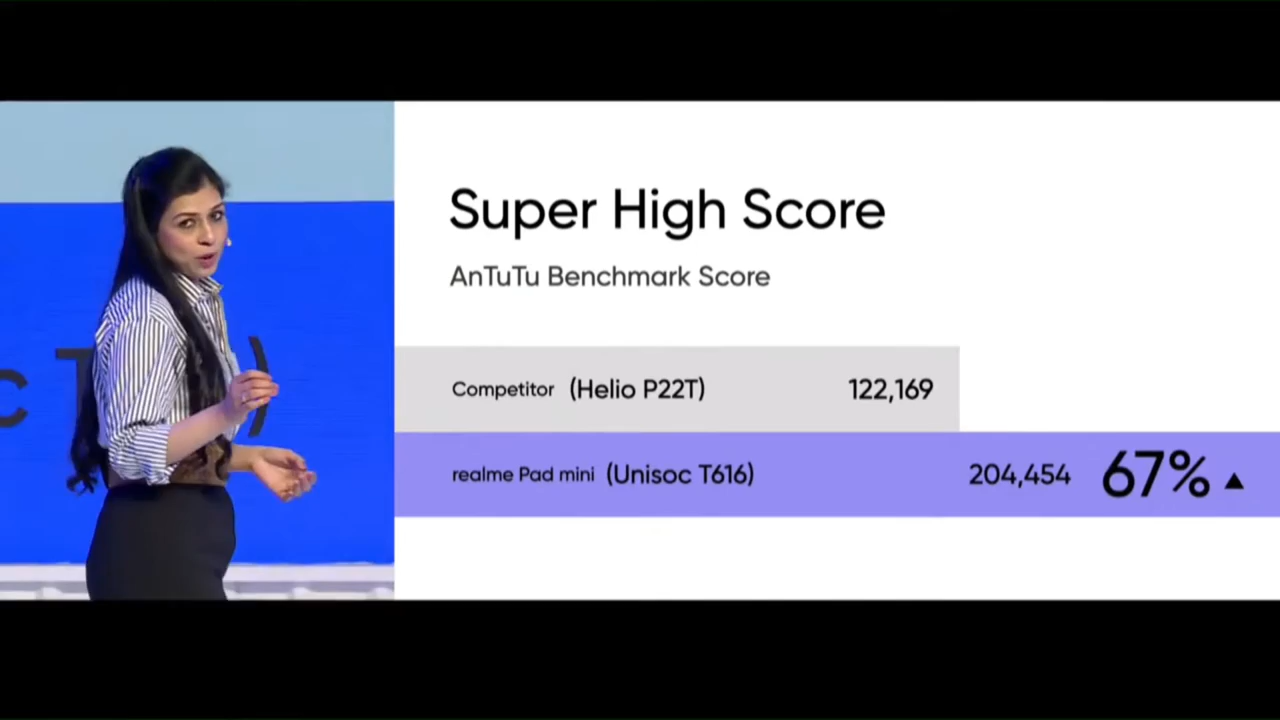 Super High Score
AnTuTu Benchmark Score
Competitor (Helio P22T) 122,169
realme Pad mini (Unisoc T616) 204,454 67% ▲
c T )